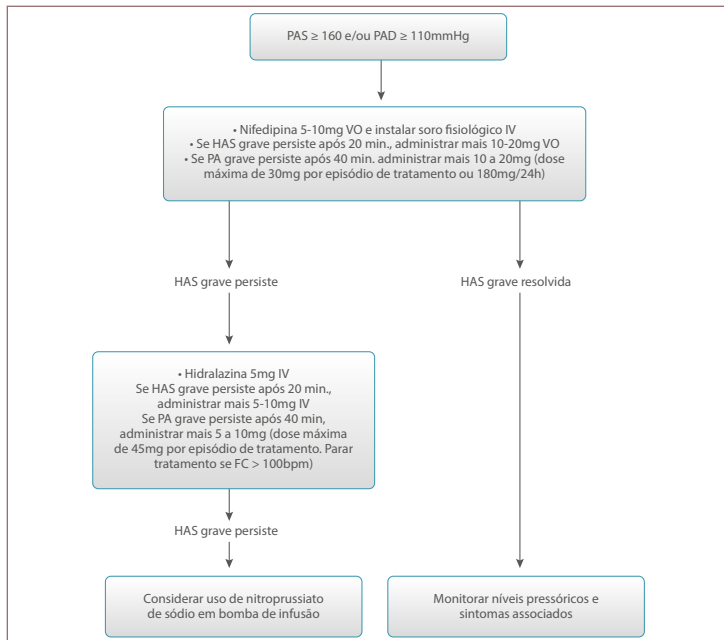 PAS ≥ 160 e/ou PAD ≥ 110mmHg
• Nifedipina 5-10mg VO e instalar soro fisiológico IV
• Se HAS grave persiste após 20 min., administrar mais 10-20mg VO
• Se PA grave persiste após 40 min. administrar mais 10 a 20mg (dose
máxima de 30mg por episódio de tratamento ou 180mg/24h)
HAS grave persiste
HAS grave resolvida
• Hidralazina 5mg IV
Se HAS grave persiste após 20 min.,
administrar mais 5-10mg IV
Se PA grave persiste após 40 min,
administrar mais 5 a 10mg (dose máxima
de 45mg por episódio de tratamento. Parar
tratamento se FC > 100bpm)
HAS grave persiste
Considerar uso de nitroprussiato
de sódio em bomba de infusão
Monitorar níveis pressóricos e
sintomas associados